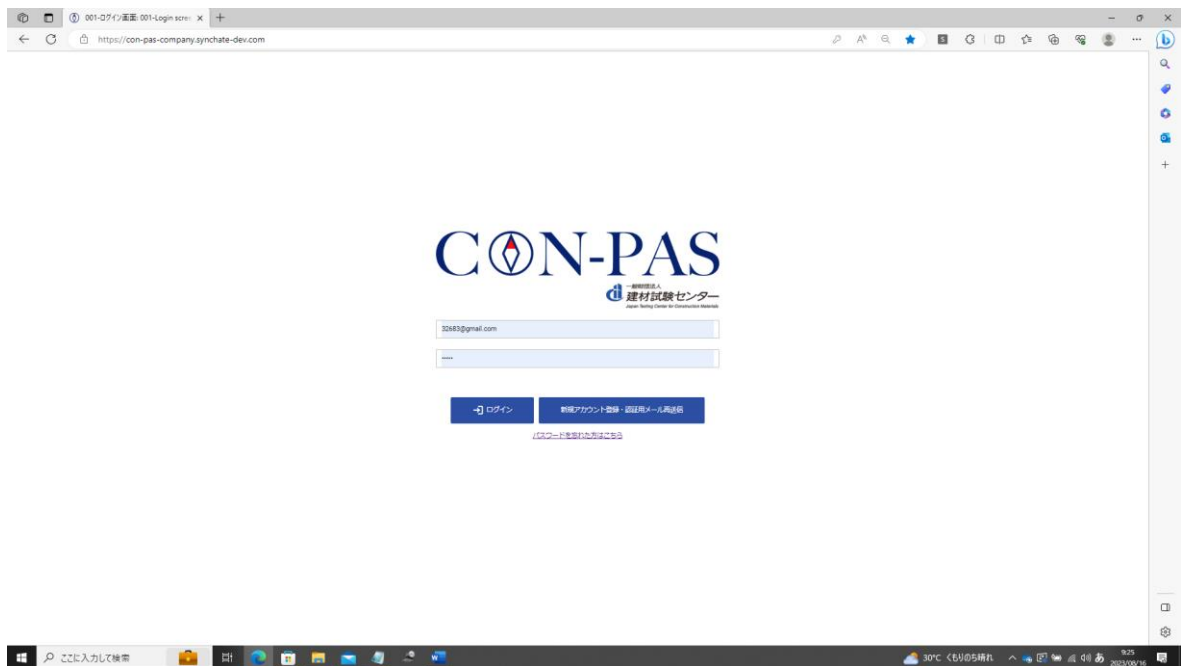 001-ログイン画面: 001-Login scre
https://con-pas-company.synchate-dev.com
CON-PAS
一般財団法人
建材試験センター
Japan Testing Center for Construction Materials
32683@gmail.com
ログイン
新規アカウント登録・認証用メール再送信
パスワードを忘れた方はこちら
ここに入力して検索
30°C くもりのち晴れ
あ
9:25
2023/08/16